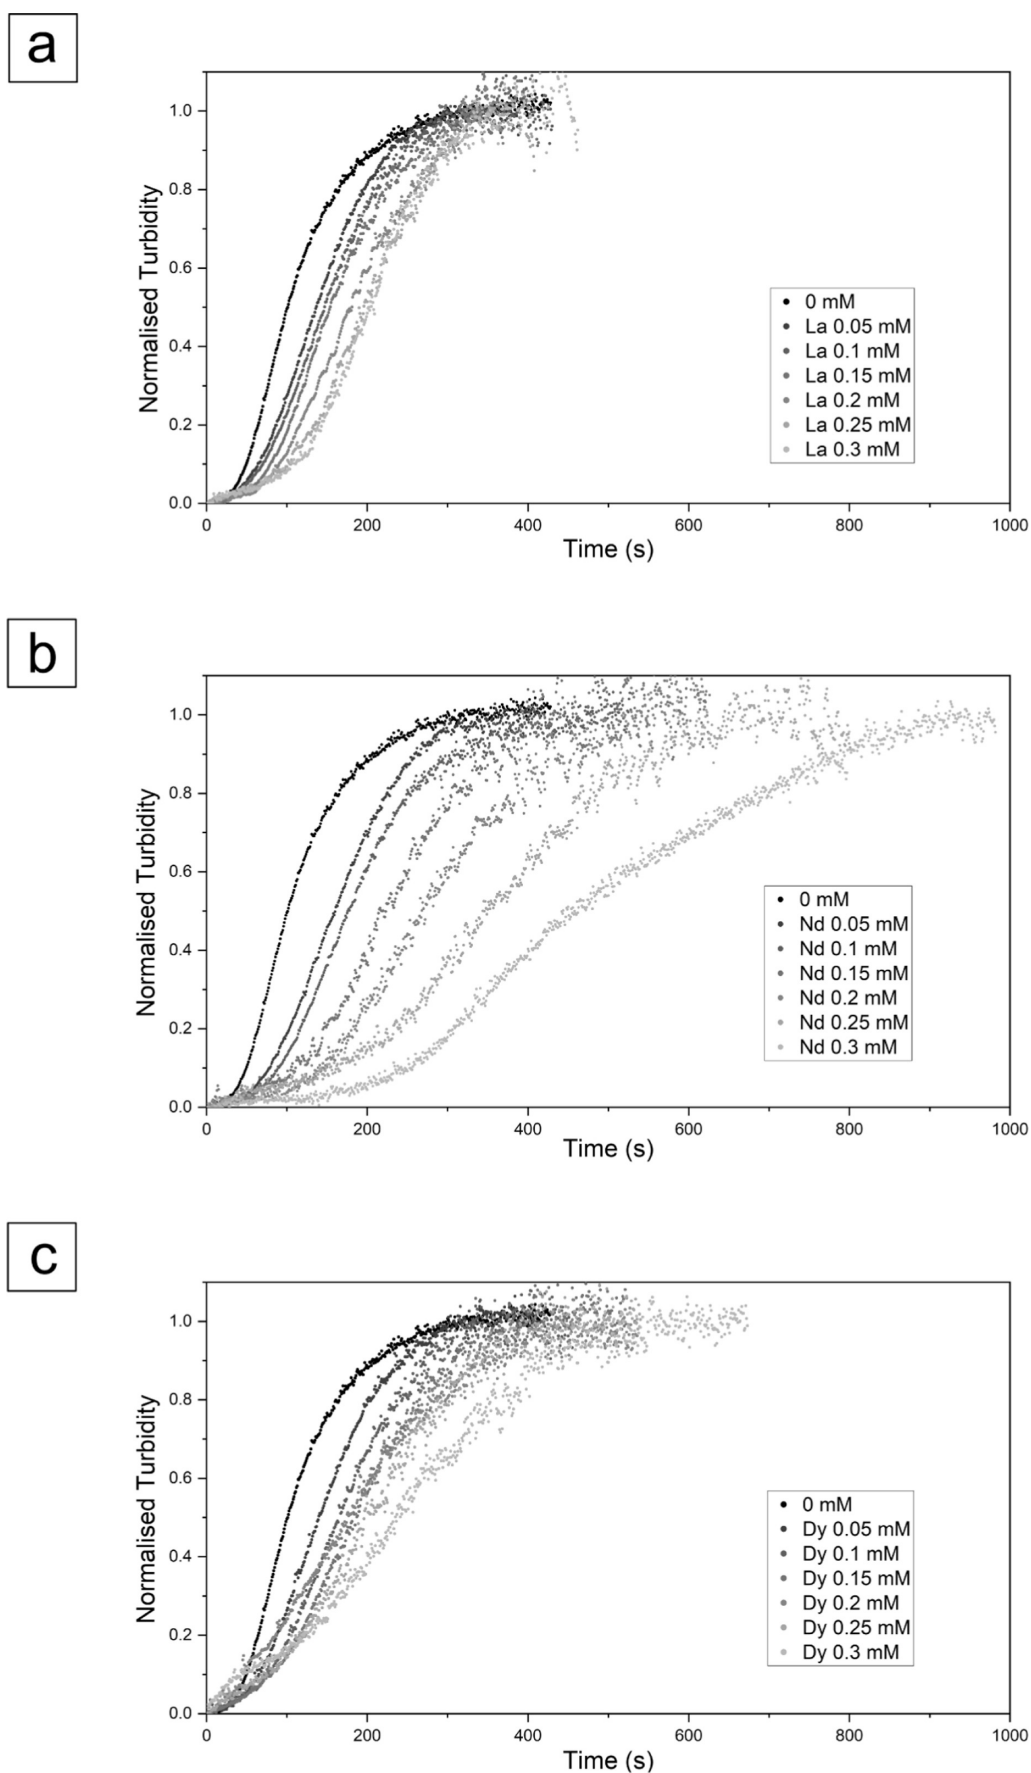 a
Normalised Turbidity
1.0
0.8
0.6
0.4
0.2
0.0
0 200 400 600 800 1000
Time (s)
0 mM
La 0.05 mM
La 0.1 mM
La 0.15 mM
La 0.2 mM
La 0.25 mM
La 0.3 mM
b
Normalised Turbidity
1.0
0.8
0.6
0.4
0.2
0.0
0 200 400 600 800 1000
Time (s)
0 mM
Nd 0.05 mM
Nd 0.1 mM
Nd 0.15 mM
Nd 0.2 mM
Nd 0.25 mM
Nd 0.3 mM
c
Normalised Turbidity
1.0
0.8
0.6
0.4
0.2
0.0
0 200 400 600 800 1000
Time (s)
0 mM
Dy 0.05 mM
Dy 0.1 mM
Dy 0.15 mM
Dy 0.2 mM
Dy 0.25 mM
Dy 0.3 mM